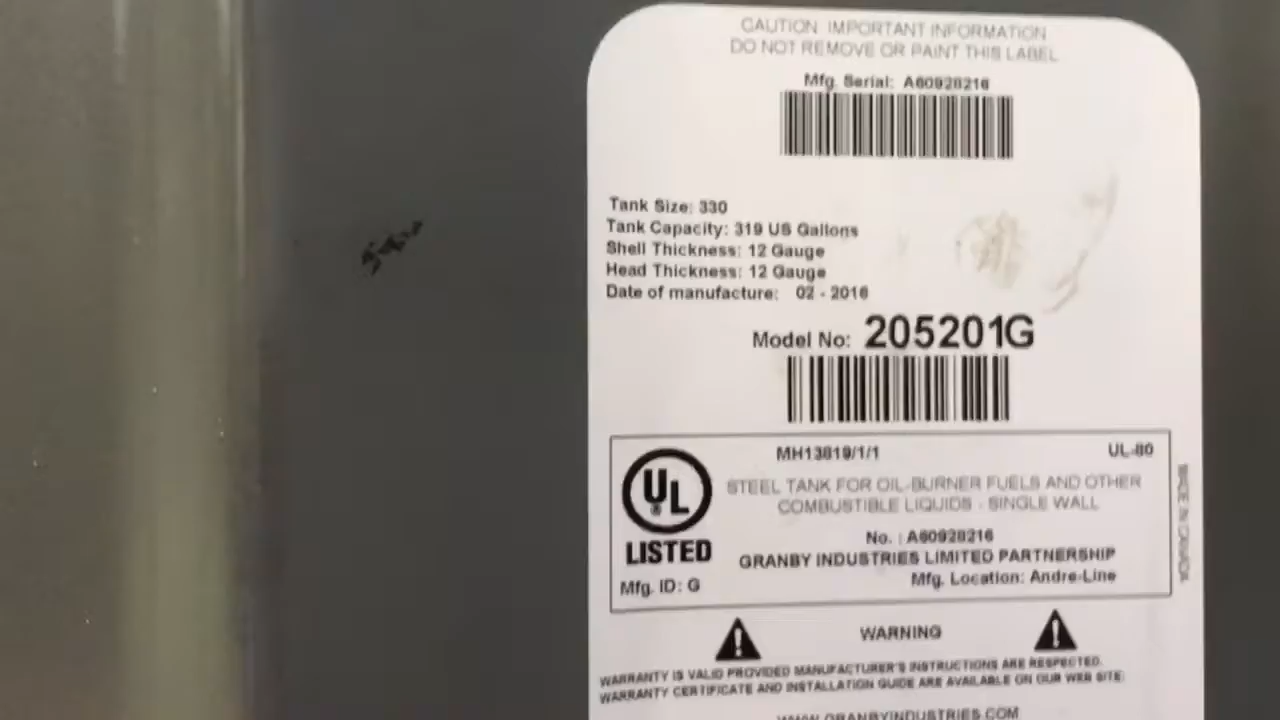 CAUTION IMPORTANT INFORMATION
DO NOT REMOVE OR PAINT THIS LABEL
Mfg. Serial: A60928216
Tank Size: 330
Tank Capacity: 319 US Gallons
Shell Thickness: 12 Gauge
Head Thickness: 12 Gauge
Date of manufacture: 02 - 2016
Model No: 205201G
MH13819/1/1 UL-80
STEEL TANK FOR OIL-BURNER FUELS AND OTHER
COMBUSTIBLE LIQUIDS - SINGLE WALL
No. : A60928216
UL
LISTED
GRANBY INDUSTRIES LIMITED PARTNERSHIP
Mfg. ID: G Mfg. Location: Andre-Line
MADE IN CANADA
WARNING
WARRANTY IS VALID PROVIDED MANUFACTURER'S INSTRUCTIONS ARE RESPECTED.
WARRANTY CERTIFICATE AND INSTALLATION GUIDE ARE AVAILABLE ON OUR WEB SITE:
WWW.GRANBYINDUSTRIES.COM